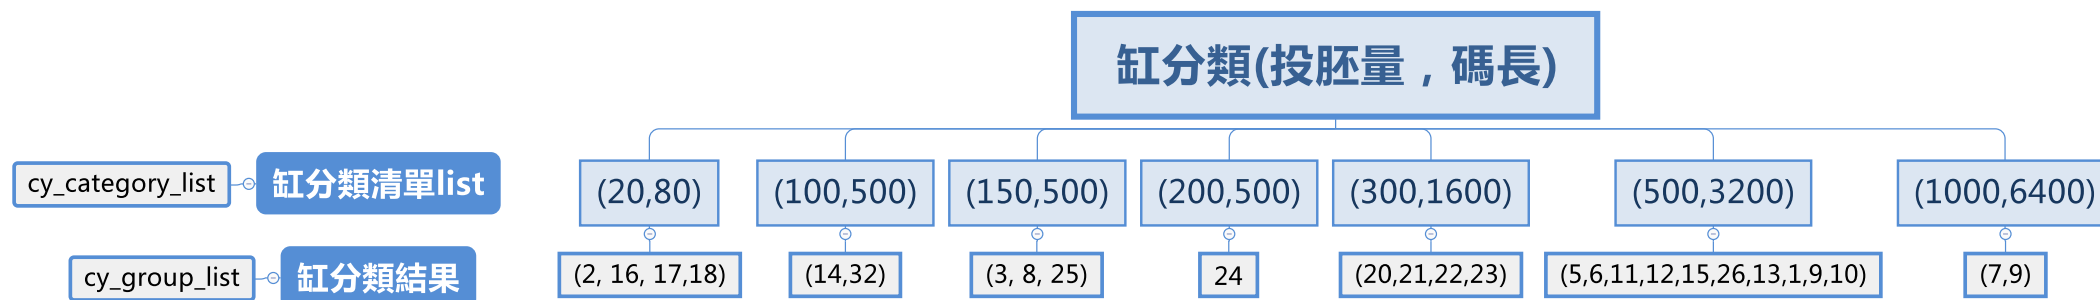 缸分類(投胚量，碼長)
cy_category_list 缸分類清單list
(20,80) (100,500) (150,500) (200,500) (300,1600) (500,3200) (1000,6400)
cy_group_list 缸分類結果
(2, 16, 17,18) (14,32) (3, 8, 25) 24 (20,21,22,23) (5,6,11,12,15,26,13,1,9,10) (7,9)